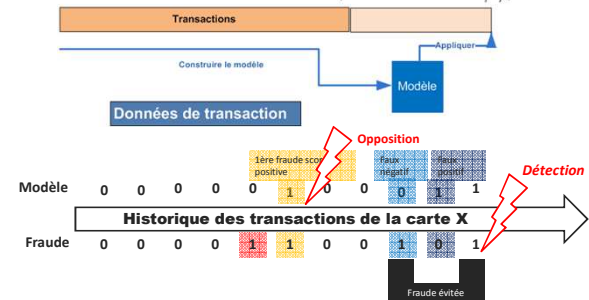 Transactions
Appliquer
Construire le modèle
Modèle
Données de transaction
Opposition
1ère fraude scor
positive
Faux
négatif
Faux
positif
Détection
Modèle 0 0 0 0 0 1 0 0 0 1 1
Historique des transactions de la carte X
Fraude 0 0 0 0 1 1 0 0 1 0 1
Fraude évitée